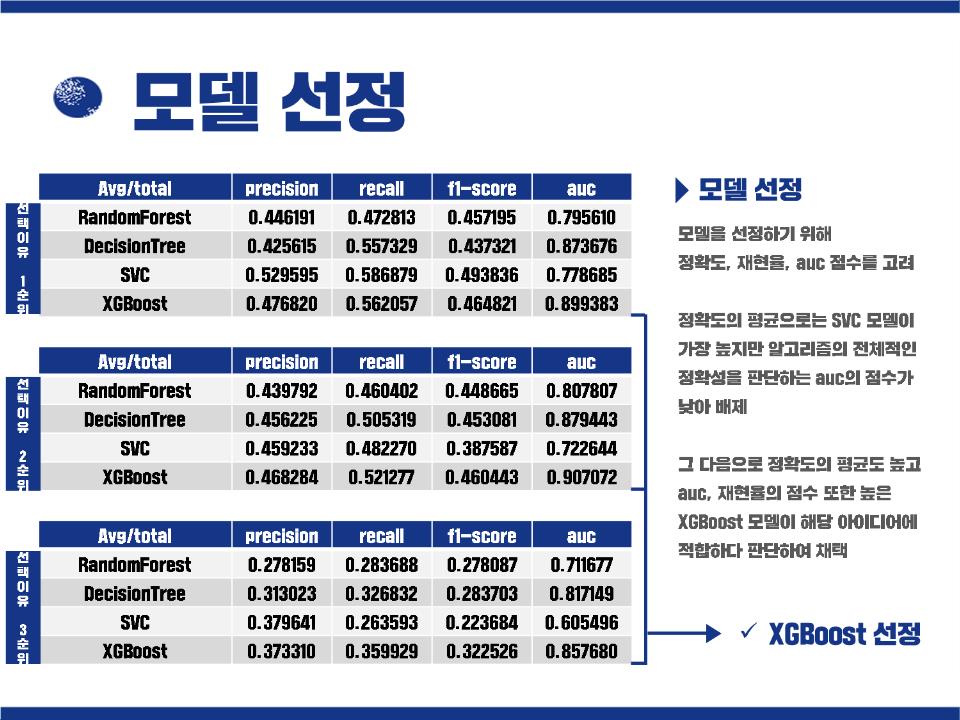 모델 선정
Avg/total precision recall f1-score auc
선택이유 1순위
RandomForest 0.446191 0.472813 0.457195 0.795610
DecisionTree 0.425615 0.557329 0.437321 0.873676
SVC 0.529595 0.586879 0.493836 0.778685
XGBoost 0.476820 0.562057 0.464821 0.899383
Avg/total precision recall f1-score auc
선택이유 2순위
RandomForest 0.439792 0.460402 0.448665 0.807807
DecisionTree 0.456225 0.505319 0.453081 0.879443
SVC 0.459233 0.482270 0.387587 0.722644
XGBoost 0.468284 0.521277 0.460443 0.907072
Avg/total precision recall f1-score auc
선택이유 3순위
RandomForest 0.278159 0.283688 0.278087 0.711677
DecisionTree 0.313023 0.326832 0.283703 0.817149
SVC 0.379641 0.263593 0.223684 0.605496
XGBoost 0.373310 0.359929 0.322526 0.857680
모델 선정
모델을 선정하기 위해
정확도, 재현율, auc 점수를 고려
정확도의 평균으로는 SVC 모델이
가장 높지만 알고리즘의 전체적인
정확성을 판단하는 auc의 점수가
낮아 배제
그 다음으로 정확도의 평균도 높고
auc, 재현율의 점수 또한 높은
XGBoost 모델이 해당 아이디어에
적합하다 판단하여 채택
✓ XGBoost 선정